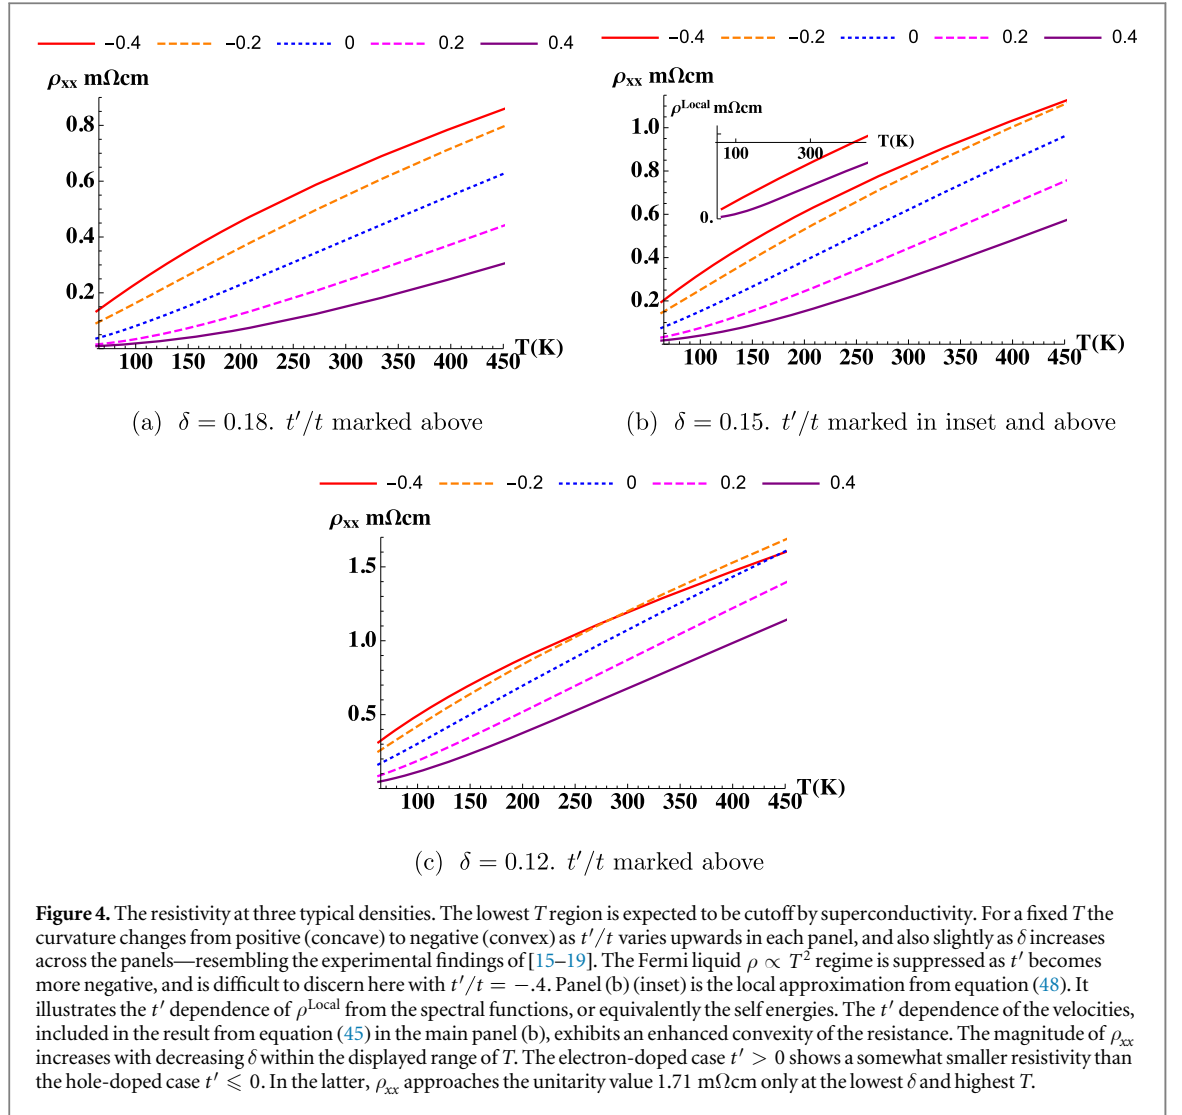 -0.4 -0.2 0 0.2 0.4
ρxx mΩcm
0.8
0.6
0.4
0.2
100 150 200 250 300 350 400 450
T(K)
(a) δ = 0.18. t′/t marked above
-0.4 -0.2 0 0.2 0.4
ρxx mΩcm
1.0
0.8
0.6
0.4
0.2
ρ^Local mΩcm
T(K)
100 300
0.
100 150 200 250 300 350 400 450
T(K)
(b) δ = 0.15. t′/t marked in inset and above
-0.4 -0.2 0 0.2 0.4
ρxx mΩcm
1.5
1.0
0.5
100 150 200 250 300 350 400 450
T(K)
(c) δ = 0.12. t′/t marked above
Figure 4. The resistivity at three typical densities. The lowest T region is expected to be cutoff by superconductivity. For a fixed T the
curvature changes from positive (concave) to negative (convex) as t′/t varies upwards in each panel, and also slightly as δ increases
across the panels—resembling the experimental findings of [15–19]. The Fermi liquid ρ ∝ T² regime is suppressed as t′ becomes
more negative, and is difficult to discern here with t′/t = −.4. Panel (b) (inset) is the local approximation from equation (48). It
illustrates the t′ dependence of ρ^Local from the spectral functions, or equivalently the self energies. The t′ dependence of the velocities,
included in the result from equation (45) in the main panel (b), exhibits an enhanced convexity of the resistance. The magnitude of ρxx
increases with decreasing δ within the displayed range of T. The electron-doped case t′ > 0 shows a somewhat smaller resistivity than
the hole-doped case t′ ⩽ 0. In the latter, ρxx approaches the unitarity value 1.71 mΩcm only at the lowest δ and highest T.